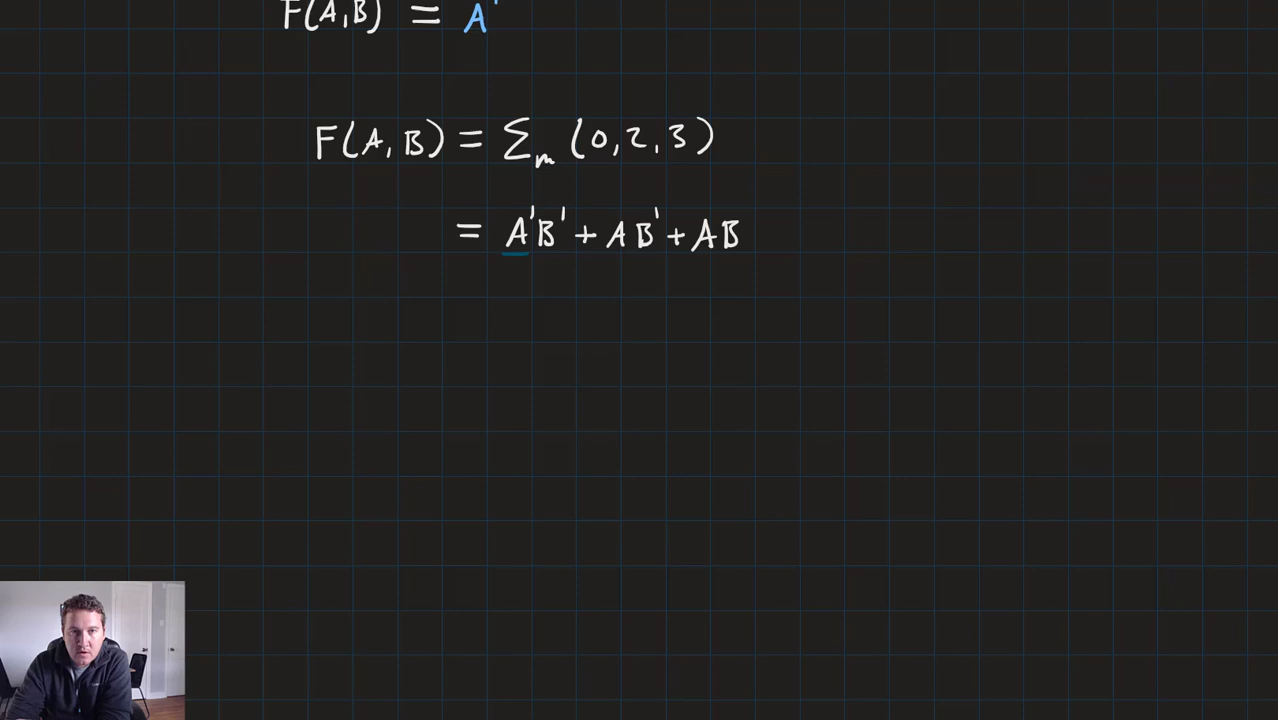 F(A,B) = A'
F(A,B) = Σm (0,2,3)
= A'B' + AB' + AB